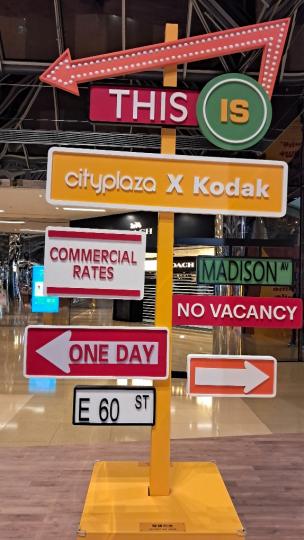 THIS IS
cityplaza X Kodak
COMMERCIAL
RATES
MADISON AV
NO VACANCY
ONE DAY
E 60 ST